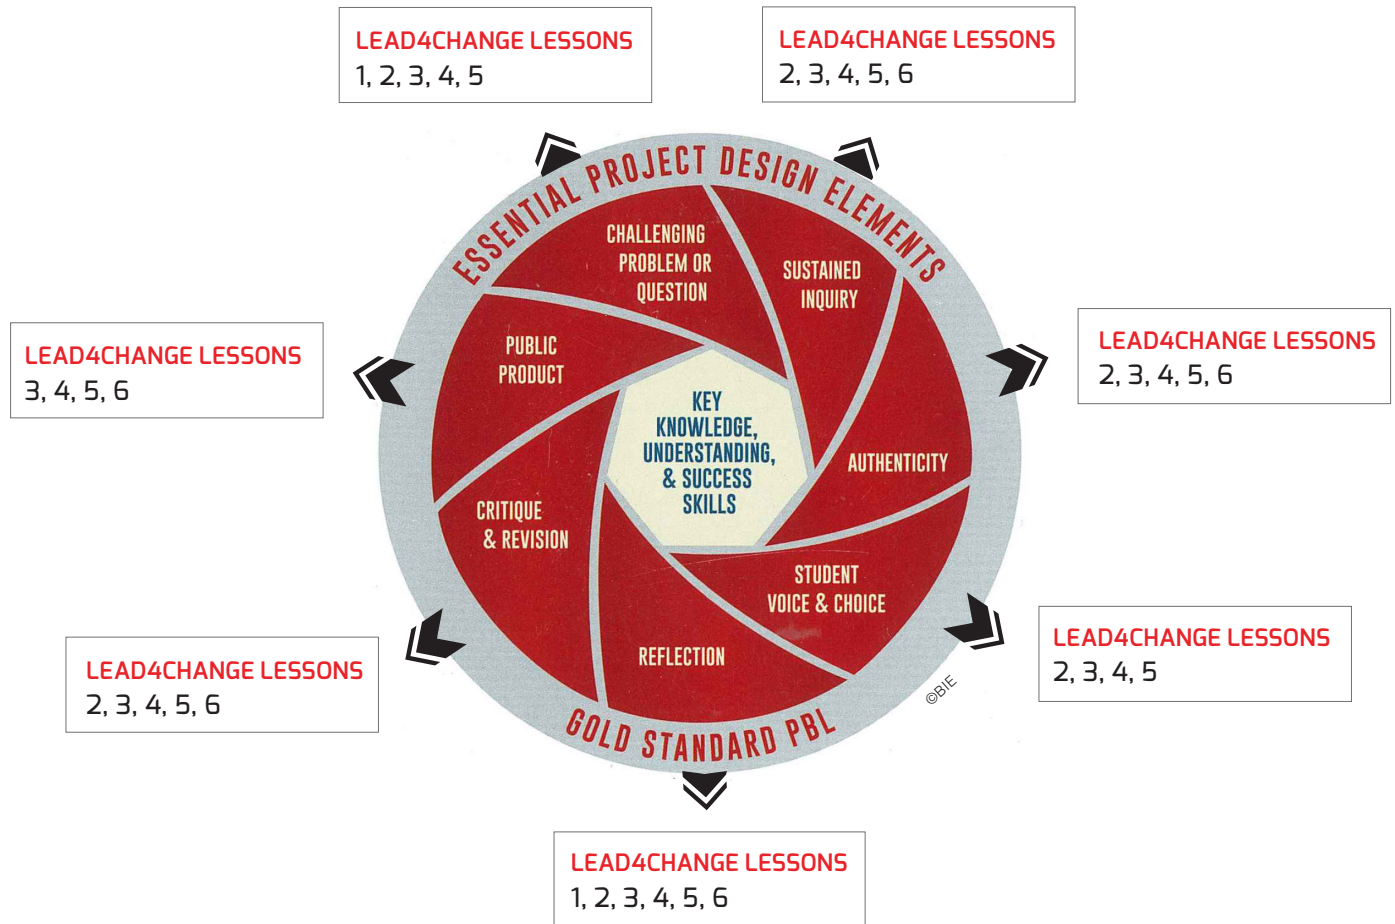 LEAD4CHANGE LESSONS
1, 2, 3, 4, 5
LEAD4CHANGE LESSONS
2, 3, 4, 5, 6
ESSENTIAL PROJECT DESIGN ELEMENTS
CHALLENGING
PROBLEM OR
QUESTION
SUSTAINED
INQUIRY
LEAD4CHANGE LESSONS
3, 4, 5, 6
PUBLIC
PRODUCT
LEAD4CHANGE LESSONS
2, 3, 4, 5, 6
KEY
KNOWLEDGE,
UNDERSTANDING,
& SUCCESS
SKILLS
AUTHENTICITY
CRITIQUE
& REVISION
STUDENT
VOICE & CHOICE
REFLECTION
LEAD4CHANGE LESSONS
2, 3, 4, 5, 6
LEAD4CHANGE LESSONS
2, 3, 4, 5
©BIE
GOLD STANDARD PBL
LEAD4CHANGE LESSONS
1, 2, 3, 4, 5, 6